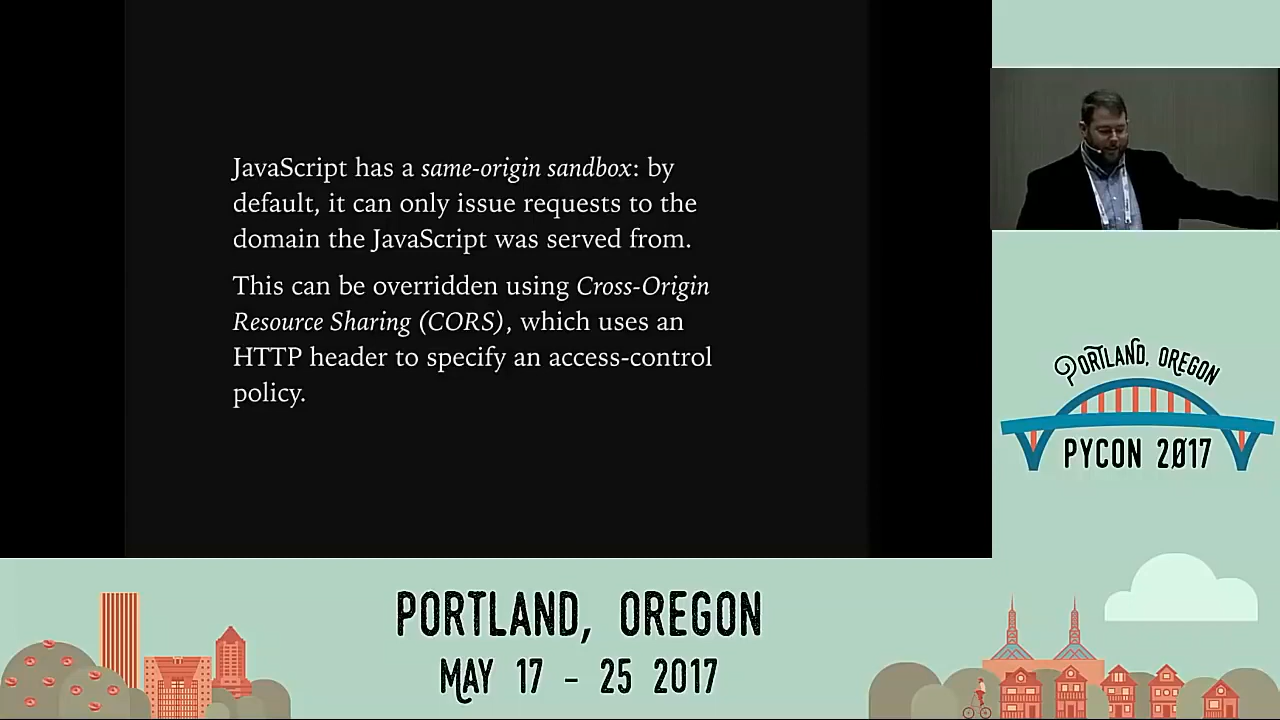 JavaScript has a same-origin sandbox: by
default, it can only issue requests to the
domain the JavaScript was served from.
This can be overridden using Cross-Origin
Resource Sharing (CORS), which uses an
HTTP header to specify an access-control
policy.
PORTLAND, OREGON
PYCON 2017
PORTLAND, OREGON
MAY 17 - 25 2017